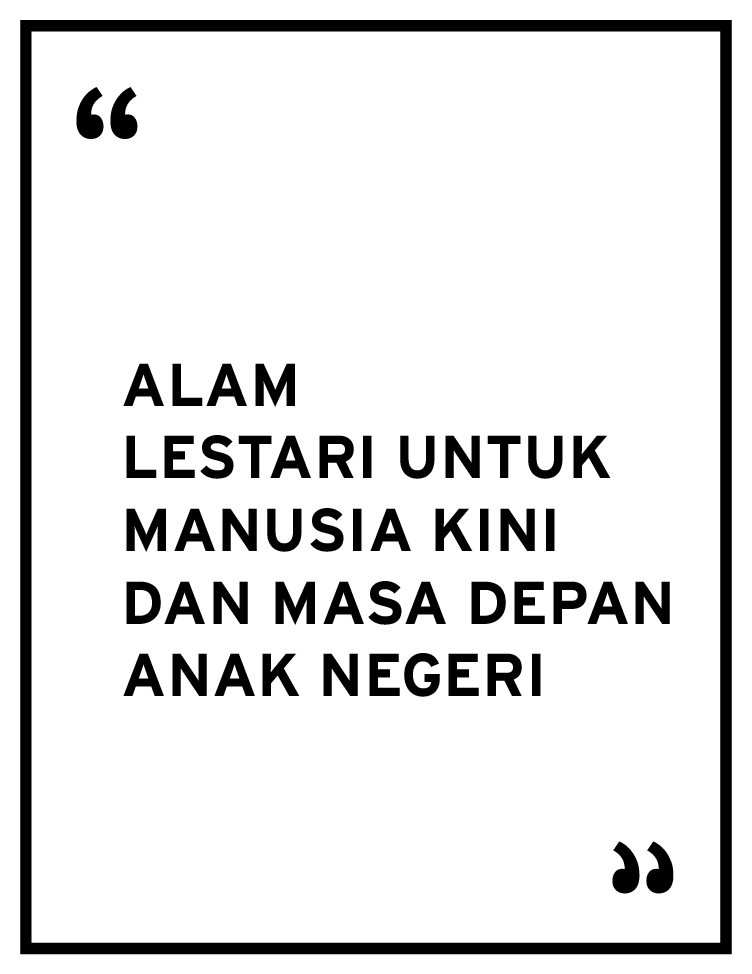 “
ALAM
LESTARI UNTUK
MANUSIA KINI
DAN MASA DEPAN
ANAK NEGERI
”